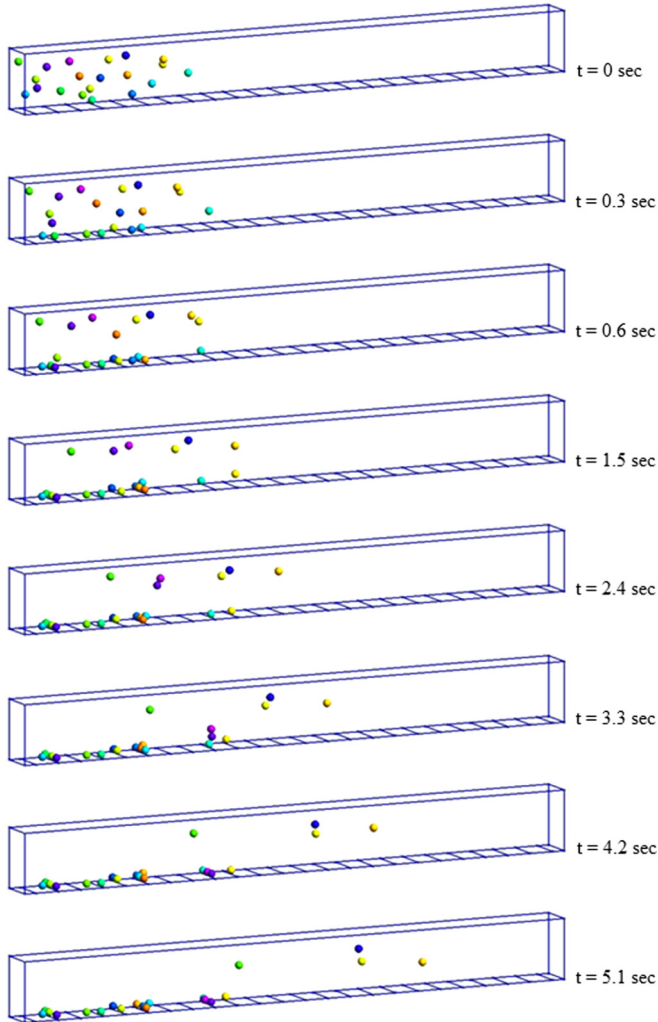 t = 0 sec
t = 0.3 sec
t = 0.6 sec
t = 1.5 sec
t = 2.4 sec
t = 3.3 sec
t = 4.2 sec
t = 5.1 sec